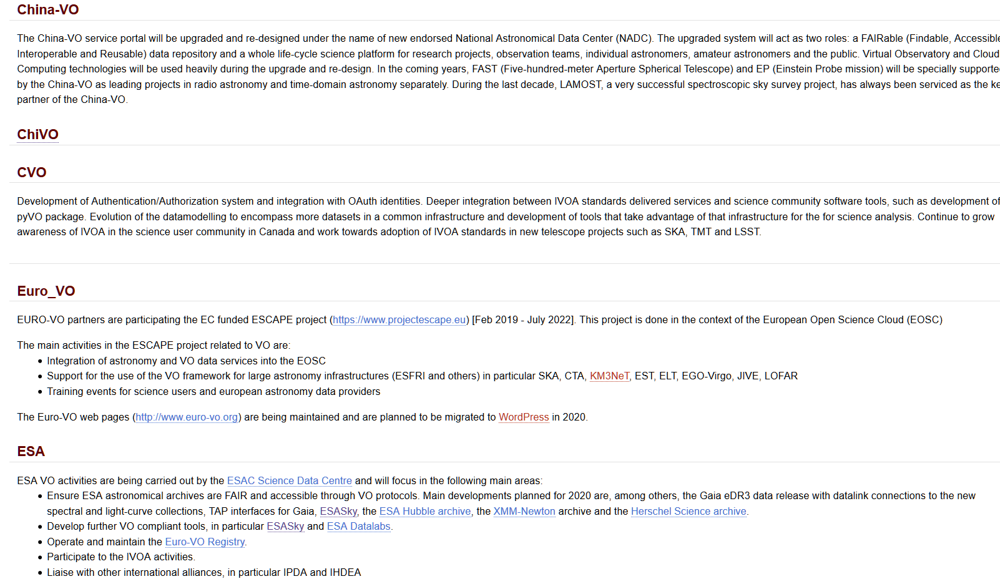 China-VO
The China-VO service portal will be upgraded and re-designed under the name of new endorsed National Astronomical Data Center (NADC). The upgraded system will act as two roles: a FAIRable (Findable, Accessible
Interoperable and Reusable) data repository and a whole life-cycle science platform for research projects, observation teams, individual astronomers, amateur astronomers and the public. Virtual Observatory and Cloud
Computing technologies will be used heavily during the upgrade and re-design. In the coming years, FAST (Five-hundred-meter Aperture Spherical Telescope) and EP (Einstein Probe mission) will be specially supporte
by the China-VO as leading projects in radio astronomy and time-domain astronomy separately. During the last decade, LAMOST, a very successful spectroscopic sky survey project, has always been serviced as the ke
partner of the China-VO.
ChiVO
CVO
Development of Authentication/Authorization system and integration with OAuth identities. Deeper integration between IVOA standards delivered services and science community software tools, such as development of
pyVO package. Evolution of the datamodelling to encompass more datasets in a common infrastructure and development of tools that take advantage of that infrastructure for the for science analysis. Continue to grow
awareness of IVOA in the science user community in Canada and work towards adoption of IVOA standards in new telescope projects such as SKA, TMT and LSST.
Euro_VO
EURO-VO partners are participating the EC funded ESCAPE project (https://www.projectescape.eu) [Feb 2019 - July 2022]. This project is done in the context of the European Open Science Cloud (EOSC)
The main activities in the ESCAPE project related to VO are:
• Integration of astronomy and VO data services into the EOSC
• Support for the use of the VO framework for large astronomy infrastructures (ESFRI and others) in particular SKA, CTA, KM3NeT, EST, ELT, EGO-Virgo, JIVE, LOFAR
• Training events for science users and european astronomy data providers
The Euro-VO web pages (http://www.euro-vo.org) are being maintained and are planned to be migrated to WordPress in 2020.
ESA
ESA VO activities are being carried out by the ESAC Science Data Centre and will focus in the following main areas:
• Ensure ESA astronomical archives are FAIR and accessible through VO protocols. Main developments planned for 2020 are, among others, the Gaia eDR3 data release with datalink connections to the new
spectral and light-curve collections, TAP interfaces for Gaia, ESASky, the ESA Hubble archive, the XMM-Newton archive and the Herschel Science archive.
• Develop further VO compliant tools, in particular ESASky and ESA Datalabs.
• Operate and maintain the Euro-VO Registry.
• Participate to the IVOA activities.
• Liaise with other international alliances, in particular IPDA and IHDEA